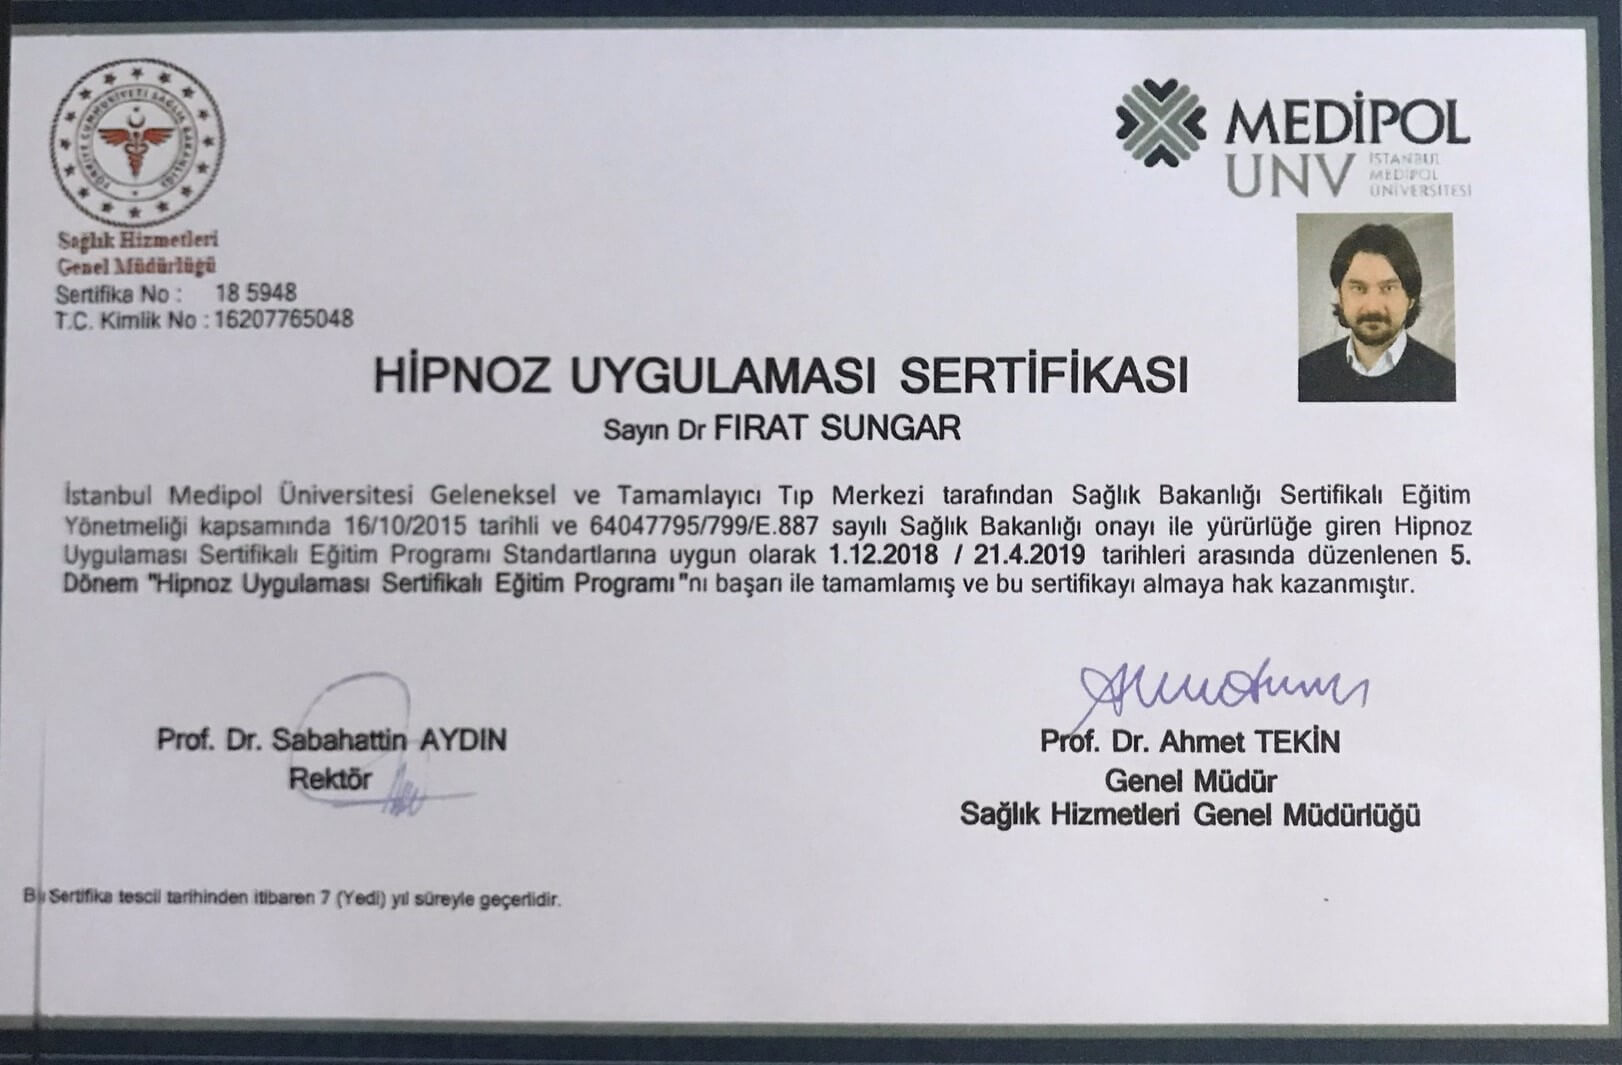 TÜRKİYE CUMHURİYETİ SAĞLIK BAKANLIĞI
Sağlık Hizmetleri
Genel Müdürlüğü
Sertifika No : 18 5948
T.C. Kimlik No : 16207765048
MEDİPOL
UNV
İSTANBUL
MEDİPOL
ÜNİVERSİTESİ
HİPNOZ UYGULAMASI SERTİFİKASI
Sayın Dr FIRAT SUNGAR
İstanbul Medipol Üniversitesi Geleneksel ve Tamamlayıcı Tıp Merkezi tarafından Sağlık Bakanlığı Sertifikalı Eğitim
Yönetmeliği kapsamında 16/10/2015 tarihli ve 64047795/799/E.887 sayılı Sağlık Bakanlığı onayı ile yürürlüğe giren Hipnoz
Uygulaması Sertifikalı Eğitim Programı Standartlarına uygun olarak 1.12.2018 / 21.4.2019 tarihleri arasında düzenlenen 5.
Dönem "Hipnoz Uygulaması Sertifikalı Eğitim Programı"nı başarı ile tamamlamış ve bu sertifikayı almaya hak kazanmıştır.
Prof. Dr. Sabahattin AYDIN
Rektör
Prof. Dr. Ahmet TEKİN
Genel Müdür
Sağlık Hizmetleri Genel Müdürlüğü
Bu Sertifika tescil tarihinden itibaren 7 (Yedi) yıl süreyle geçerlidir.